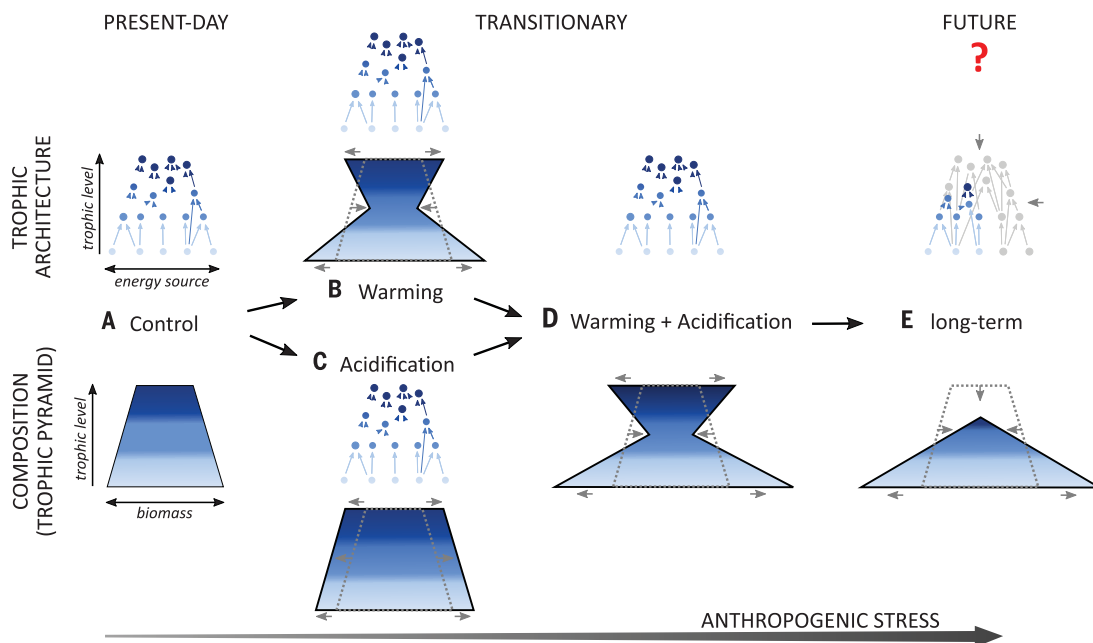 PRESENT-DAY
TRANSITIONARY
FUTURE
?
TROPHIC
ARCHITECTURE
trophic level
energy source
A Control
B Warming
C Acidification
D Warming + Acidification
E long-term
COMPOSITION
(TROPHIC PYRAMID)
trophic level
biomass
ANTHROPOGENIC STRESS